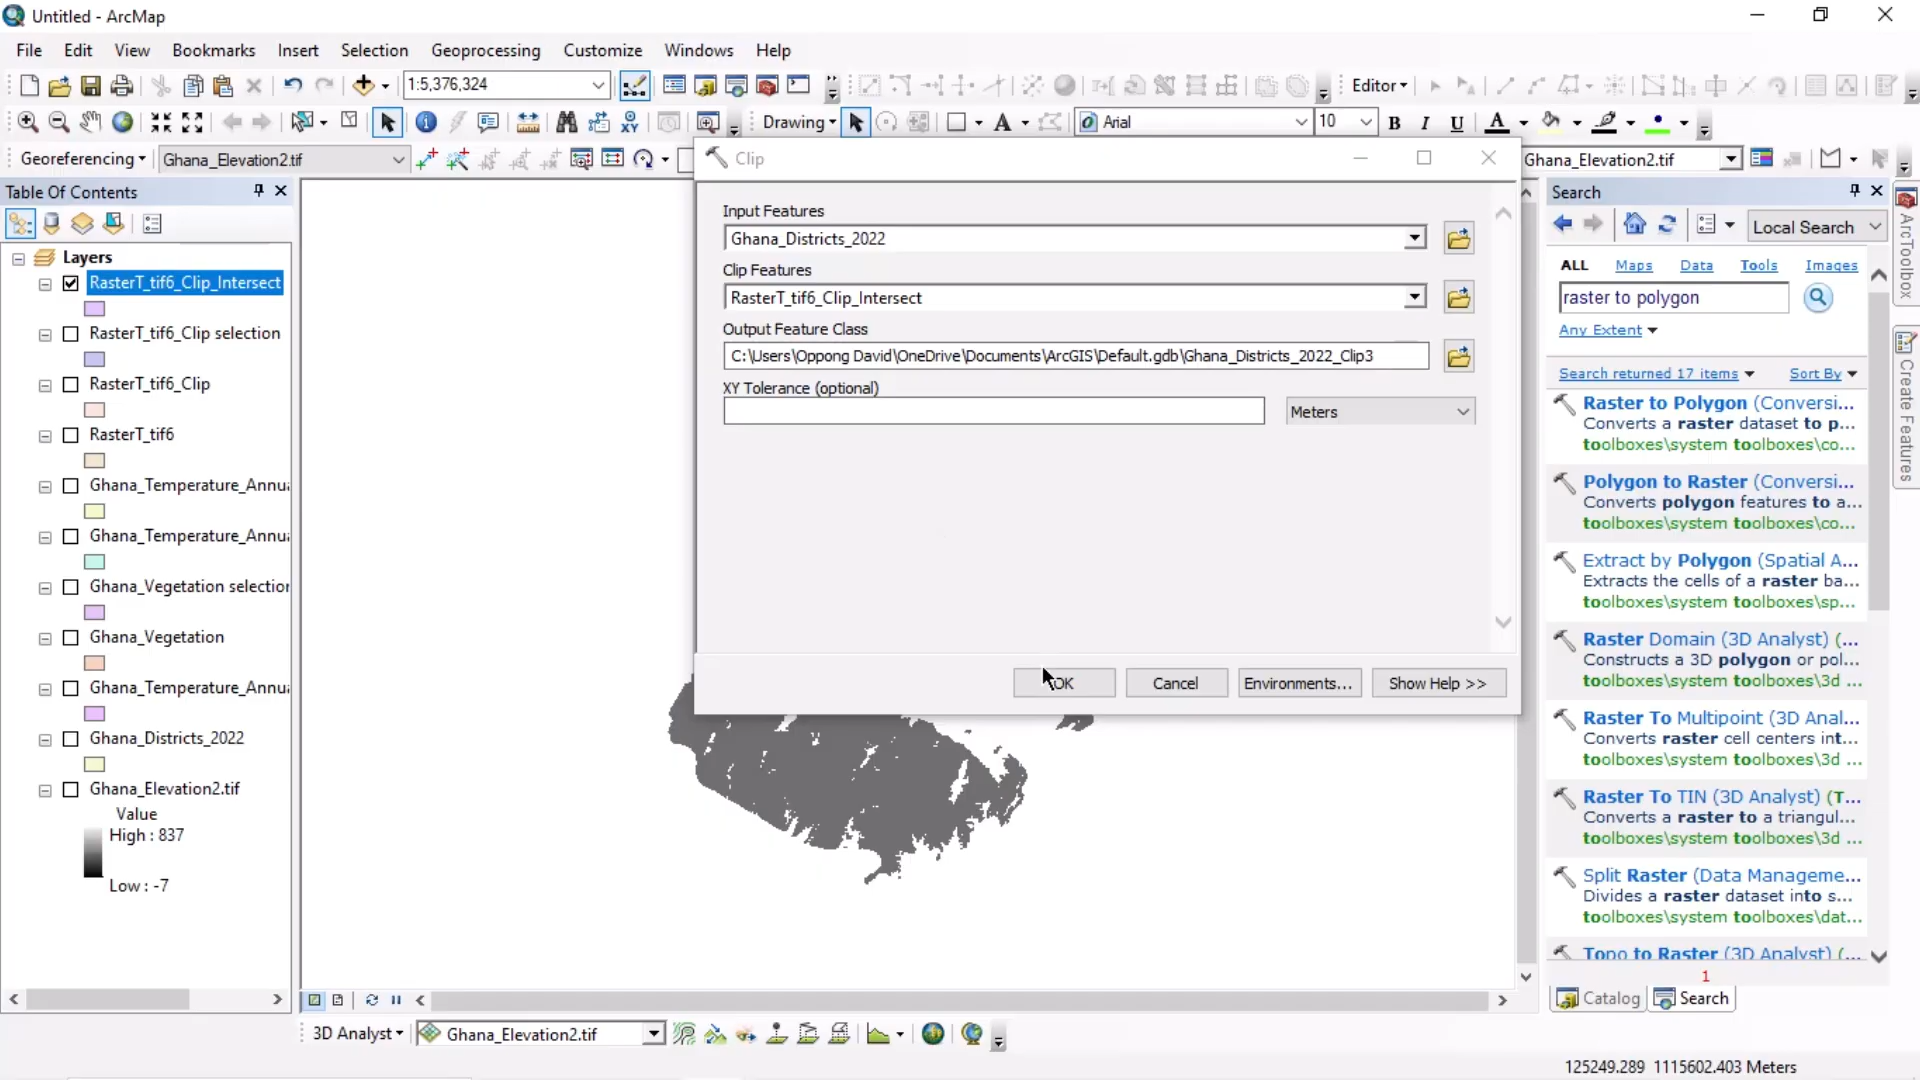 Untitled - ArcMap
File Edit View Bookmarks Insert Selection Geoprocessing Customize Windows Help
1:5,376,324
Editor
Drawing
A
Arial
10
B I U A
Georeferencing
Ghana_Elevation2.tif
Ghana_Elevation2.tif
Table Of Contents
Layers
RasterT_tif6_Clip_Intersect
RasterT_tif6_Clip selection
RasterT_tif6_Clip
RasterT_tif6
Ghana_Temperature_Annua
Ghana_Temperature_Annua
Ghana_Vegetation selection
Ghana_Vegetation
Ghana_Temperature_Annua
Ghana_Districts_2022
Ghana_Elevation2.tif
Value
High : 837
Low : -7
Clip
Input Features
Ghana_Districts_2022
Clip Features
RasterT_tif6_Clip_Intersect
Output Feature Class
C:\Users\Oppong David\OneDrive\Documents\ArcGIS\Default.gdb\Ghana_Districts_2022_Clip3
XY Tolerance (optional)
Meters
OK Cancel Environments... Show Help >>
Search
Local Search
ALL Maps Data Tools Images
raster to polygon
Any Extent
Search returned 17 items Sort By
Raster to Polygon (Conversi...
Converts a raster dataset to p...
toolboxes\system toolboxes\co...
Polygon to Raster (Conversi...
Converts polygon features to a...
toolboxes\system toolboxes\co...
Extract by Polygon (Spatial A...
Extracts the cells of a raster ba...
toolboxes\system toolboxes\sp...
Raster Domain (3D Analyst) (...
Constructs a 3D polygon or pol...
toolboxes\system toolboxes\3d ...
Raster To Multipoint (3D Anal...
Converts raster cell centers int...
toolboxes\system toolboxes\3d ...
Raster To TIN (3D Analyst) (T...
Converts a raster to a triangul...
toolboxes\system toolboxes\3d ...
Split Raster (Data Manageme...
Divides a raster dataset into s...
toolboxes\system toolboxes\dat...
Topo to Raster (3D Analyst) (...
1
Catalog Search
ArcToolbox
Create Features
3D Analyst
Ghana_Elevation2.tif
125249.289 1115602.403 Meters